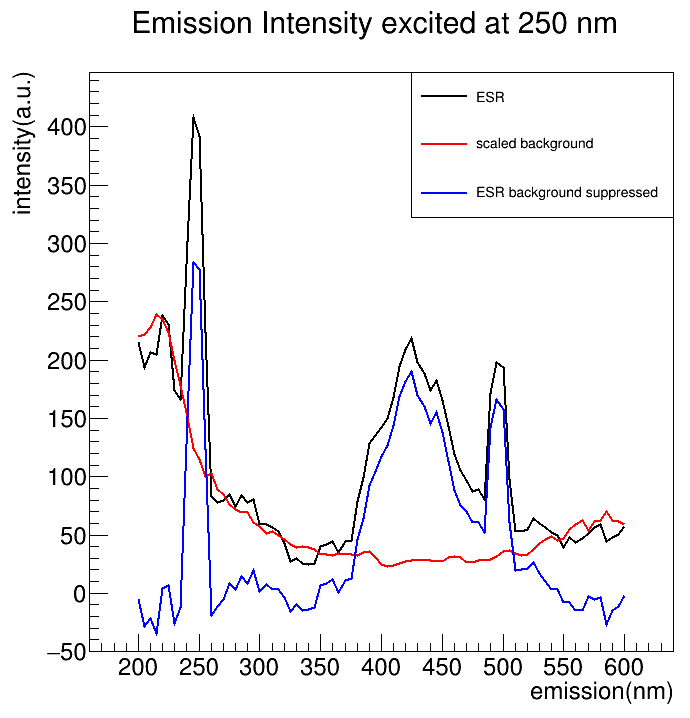 Emission Intensity excited at 250 nm
intensity(a.u.)
ESR
scaled background
ESR background suppressed
400
350
300
250
200
150
100
50
0
−50
200 250 300 350 400 450 500 550 600
emission(nm)